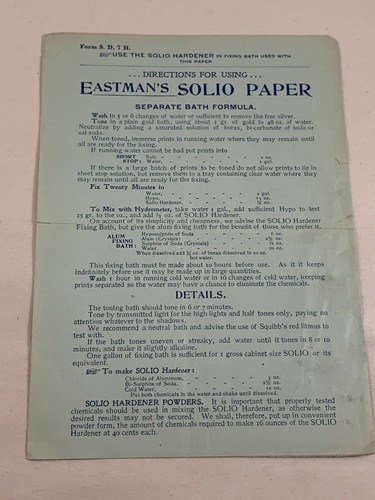 Form S. D. 7 H.
☞USE THE SOLIO HARDENER IN FIXING BATH USED WITH
THIS PAPER
... DIRECTIONS FOR USING ...
EASTMAN'S SOLIO PAPER
SEPARATE BATH FORMULA.
Wash in 5 or 6 changes of water or sufficient to remove the free silver.
Tone in a plain gold bath, using about 1 gr. of gold to 48 oz. of water.
Neutralize by adding a saturated solution of borax, bi-carbonate of soda or
sal soda.
When toned, immerse prints in running water where they may remain until
all are ready for the fixing.
If running water cannot be had put prints into
SHORT Salt, - - - - - - 1 oz.
STOP: Water, - - - - - - 1 gal.
If there is a large batch of prints to be toned do not allow prints to lie in
short stop solution, but remove them to a tray containing clear water where they
may remain until all are ready for the fixing.
Fix Twenty Minutes in
Water, - - - - - - 1 gal.
Hypo, - - - - - - oz.
Solio Hardener, - - - - - - oz.
To Mix with Hydrometer, take water 1 gal., add sufficient Hypo to test
25 gr. to the oz., and add ½ oz. of SOLIO Hardener.
On account of its simplicity and cheapness, we advise the SOLIO Hardener
Fixing Bath, but give the alum fixing bath for the benefit of those who prefer it.
ALUM Hyposulphite of Soda - - - - 6 oz.
FIXING Alum (Crystals) - - - - oz.
BATH: Sulphite of Soda (Crystals) - - - - oz.
Water, - - - - 70 oz.
When dissolved add ¾ oz. of borax dissolved in 10 oz.
hot water.
This fixing bath must be made about 10 hours before use. As it it keeps
indefinitely before use it may be made up in large quantities.
Wash 1 hour in running cold water or in 16 changes of cold water, keeping
prints separated so the water may have a chance to eliminate the chemicals.
DETAILS.
The toning bath should tone in 6 or 7 minutes.
Tone by transmitted light for the high lights and half tones only, paying no
attention whatever to the shadows.
We recommend a neutral bath and advise the use of Squibb's red litmus to
test with.
If the bath tones uneven or streaky, add water until it tones in 8 or 10
minutes, and make it slightly alkaline.
One gallon of fixing bath is sufficient for 1 gross cabinet size SOLIO or its
equivalent.
☞ To make SOLIO Hardener:
Chloride of Aluminum, - - - - oz.
Bi-Sulphite of Soda, - - - - oz.
Cold Water, - - - - oz.
Put both chemicals in the water and shake until dissolved.
SOLIO HARDENER POWDERS. It is important that properly tested
chemicals should be used in mixing the SOLIO Hardener, as otherwise the
desired results may not be secured. We shall, therefore, put up in convenient
powder form, the amount of chemicals required to make 16 ounces of the SOLIO
Hardener at 40 cents each.